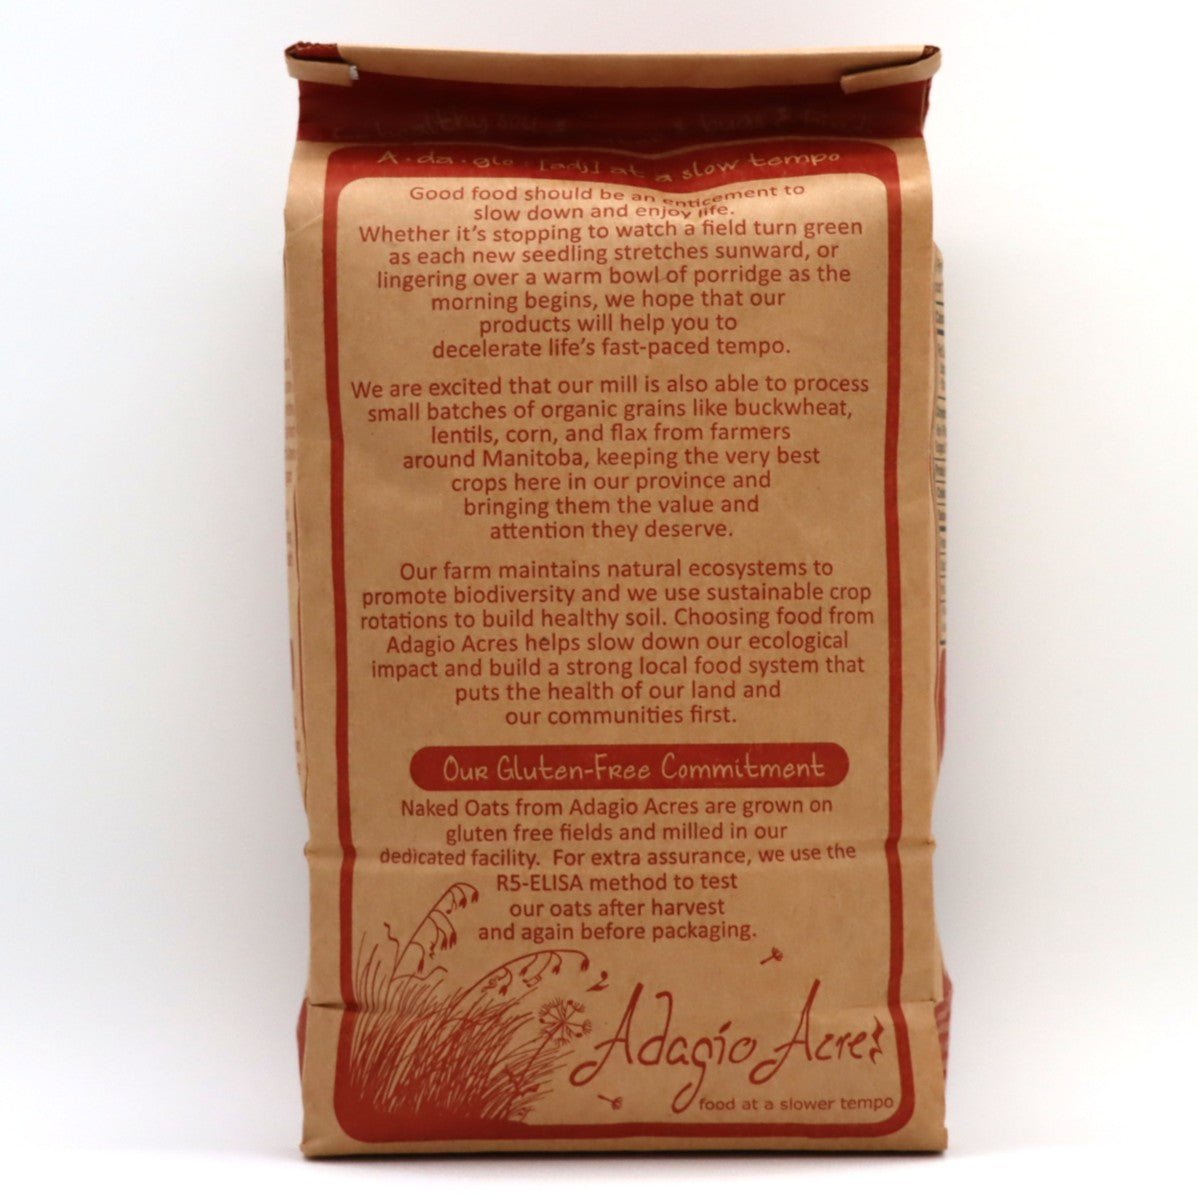 A·da·gio: [adj] at a slow tempo
Good food should be an enticement to
slow down and enjoy life.
Whether it's stopping to watch a field turn green
as each new seedling stretches sunward, or
lingering over a warm bowl of porridge as the
morning begins, we hope that our
products will help you to
decelerate life's fast-paced tempo.
We are excited that our mill is also able to process
small batches of organic grains like buckwheat,
lentils, corn, and flax from farmers
around Manitoba, keeping the very best
crops here in our province and
bringing them the value and
attention they deserve.
Our farm maintains natural ecosystems to
promote biodiversity and we use sustainable crop
rotations to build healthy soil. Choosing food from
Adagio Acres helps slow down our ecological
impact and build a strong local food system that
puts the health of our land and
our communities first.
Our Gluten-Free Commitment
Naked Oats from Adagio Acres are grown on
gluten free fields and milled in our
dedicated facility. For extra assurance, we use the
R5-ELISA method to test
our oats after harvest
and again before packaging.
Adagio Acres
food at a slower tempo